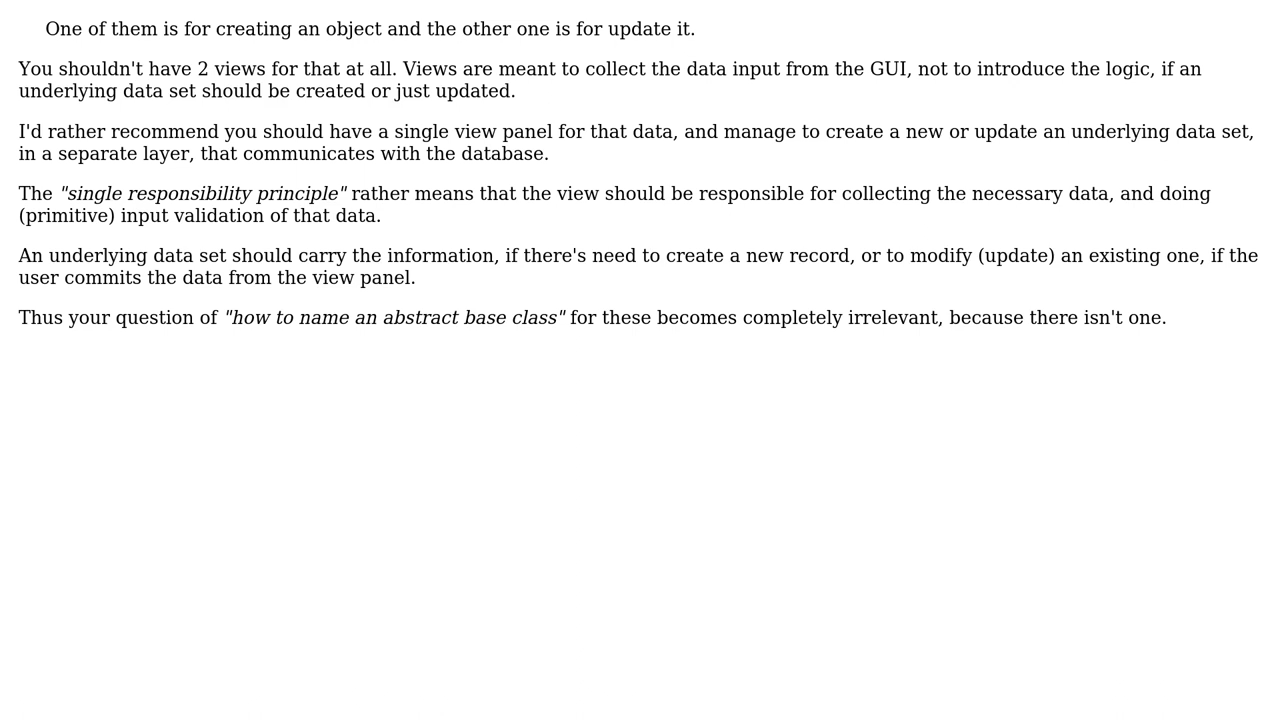 One of them is for creating an object and the other one is for update it.
You shouldn't have 2 views for that at all. Views are meant to collect the data input from the GUI, not to introduce the logic, if an
underlying data set should be created or just updated.
I'd rather recommend you should have a single view panel for that data, and manage to create a new or update an underlying data set,
in a separate layer, that communicates with the database.
The "single responsibility principle" rather means that the view should be responsible for collecting the necessary data, and doing
(primitive) input validation of that data.
An underlying data set should carry the information, if there's need to create a new record, or to modify (update) an existing one, if the
user commits the data from the view panel.
Thus your question of "how to name an abstract base class" for these becomes completely irrelevant, because there isn't one.